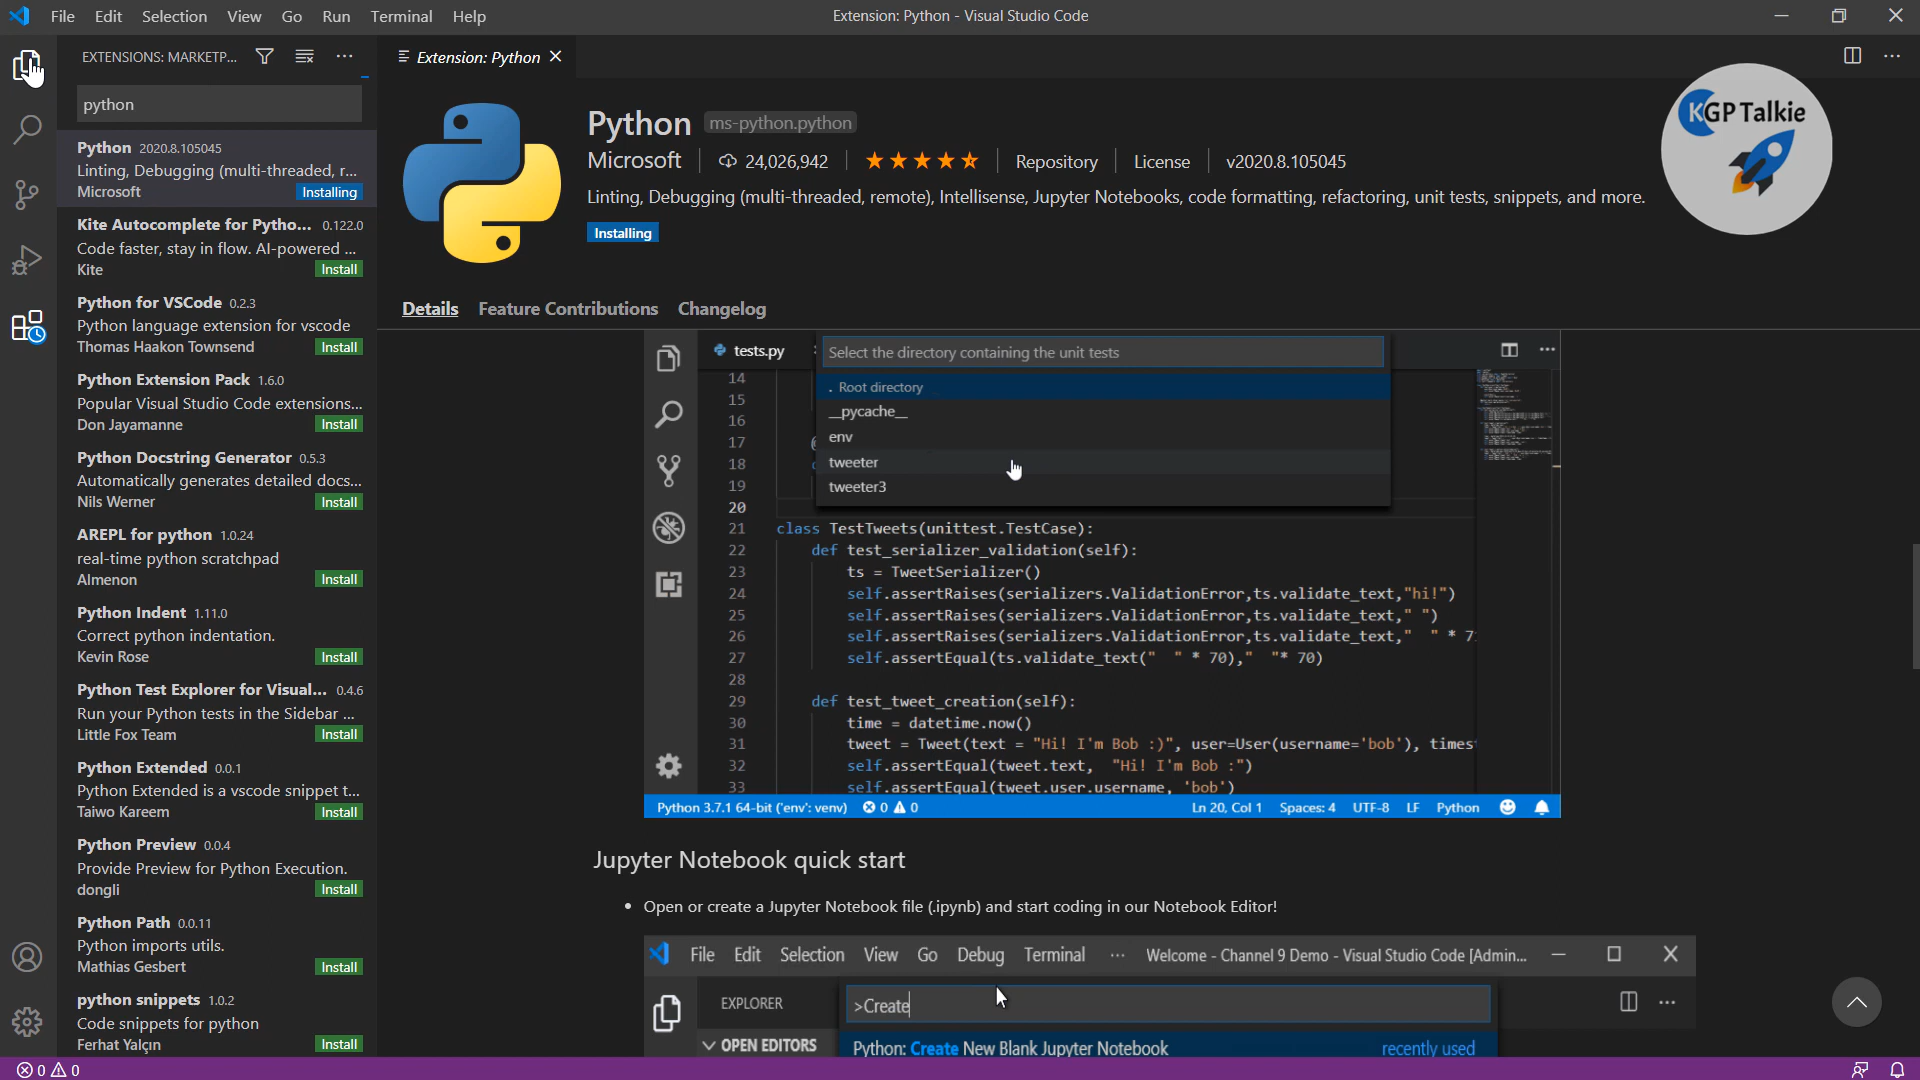 File Edit Selection View Go Run Terminal Help
Extension: Python - Visual Studio Code
EXTENSIONS: MARKETP...
Extension: Python
python
KGP Talkie
Python 2020.8.105045
Linting, Debugging (multi-threaded, r...
Microsoft Installing
Kite Autocomplete for Pytho... 0.122.0
Code faster, stay in flow. AI-powered ...
Kite Install
Python for VSCode 0.2.3
Python language extension for vscode
Thomas Haakon Townsend Install
Python Extension Pack 1.6.0
Popular Visual Studio Code extensions...
Don Jayamanne Install
Python Docstring Generator 0.5.3
Automatically generates detailed docs...
Nils Werner Install
AREPL for python 1.0.24
real-time python scratchpad
Almenon Install
Python Indent 1.11.0
Correct python indentation.
Kevin Rose Install
Python Test Explorer for Visual... 0.4.6
Run your Python tests in the Sidebar ...
Little Fox Team Install
Python Extended 0.0.1
Python Extended is a vscode snippet t...
Taiwo Kareem Install
Python Preview 0.0.4
Provide Preview for Python Execution.
dongli Install
Python Path 0.0.11
Python imports utils.
Mathias Gesbert Install
python snippets 1.0.2
Code snippets for python
Ferhat Yalçın Install
Python ms-python.python
Microsoft 24,026,942 Repository License v2020.8.105045
Linting, Debugging (multi-threaded, remote), Intellisense, Jupyter Notebooks, code formatting, refactoring, unit tests, snippets, and more.
Installing
Details Feature Contributions Changelog
tests.py
Select the directory containing the unit tests
. Root directory
__pycache__
env
tweeter
tweeter3
14
15
16
17
18
19
20
21 class TestTweets(unittest.TestCase):
22 def test_serializer_validation(self):
23 ts = TweetSerializer()
24 self.assertRaises(serializers.ValidationError,ts.validate_text,"hi!")
25 self.assertRaises(serializers.ValidationError,ts.validate_text," ")
26 self.assertRaises(serializers.ValidationError,ts.validate_text," " * 7
27 self.assertEqual(ts.validate_text(" " * 70)," "* 70)
28
29 def test_tweet_creation(self):
30 time = datetime.now()
31 tweet = Tweet(text = "Hi! I'm Bob :)", user=User(username='bob'), times
32 self.assertEqual(tweet.text, "Hi! I'm Bob :")
33 self.assertEqual(tweet.user.username, 'bob')
Python 3.7.1 64-bit ('env': venv) 0 0 Ln 20, Col 1 Spaces: 4 UTF-8 LF Python
Jupyter Notebook quick start
• Open or create a Jupyter Notebook file (.ipynb) and start coding in our Notebook Editor!
File Edit Selection View Go Debug Terminal ... Welcome - Channel 9 Demo - Visual Studio Code [Admin...
EXPLORER
>Create
OPEN EDITORS
Python: Create New Blank Jupyter Notebook recently used
0 0